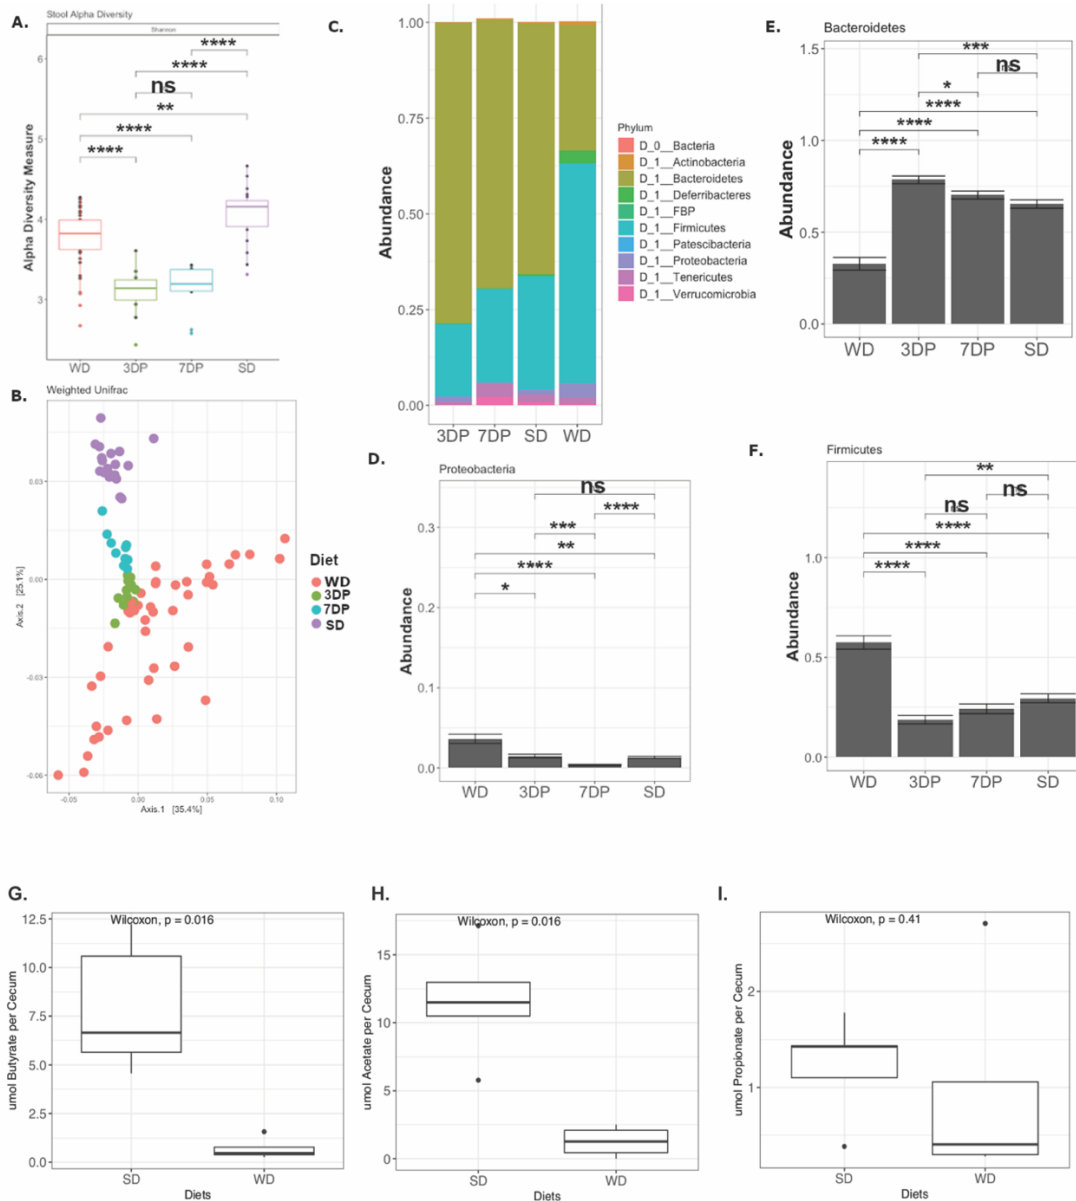 A.
Stool Alpha Diversity
Shannon
****
****
ns
**
****
****
Alpha Diversity Measure
6
5
4
3
WD 3DP 7DP SD
B.
Weighted Unifrac
Axis.2 [25.1%]
0.03
0.00
-0.03
-0.06
-0.05 0.00 0.05 0.10
Axis.1 [35.4%]
Diet
WD
3DP
7DP
SD
C.
Abundance
1.00
0.75
0.50
0.25
0.00
3DP 7DP SD WD
Phylum
D_0__Bacteria
D_1__Actinobacteria
D_1__Bacteroidetes
D_1__Deferribacteres
D_1__FBP
D_1__Firmicutes
D_1__Patescibacteria
D_1__Proteobacteria
D_1__Tenericutes
D_1__Verrucomicrobia
D.
Proteobacteria
ns
****
***
**
****
*
Abundance
0.3
0.2
0.1
0.0
WD 3DP 7DP SD
E.
Bacteroidetes
***
ns
*
****
****
****
Abundance
1.5
1.0
0.5
0.0
WD 3DP 7DP SD
F.
Firmicutes
**
ns
ns
****
****
****
Abundance
1.0
0.5
0.0
WD 3DP 7DP SD
G.
Wilcoxon, p = 0.016
umol Butyrate per Cecum
12.5
10.0
7.5
5.0
2.5
0.0
SD WD
Diets
H.
Wilcoxon, p = 0.016
umol Acetate per Cecum
15
10
5
0
SD WD
Diets
I.
Wilcoxon, p = 0.41
umol Propionate per Cecum
2
1
SD WD
Diets